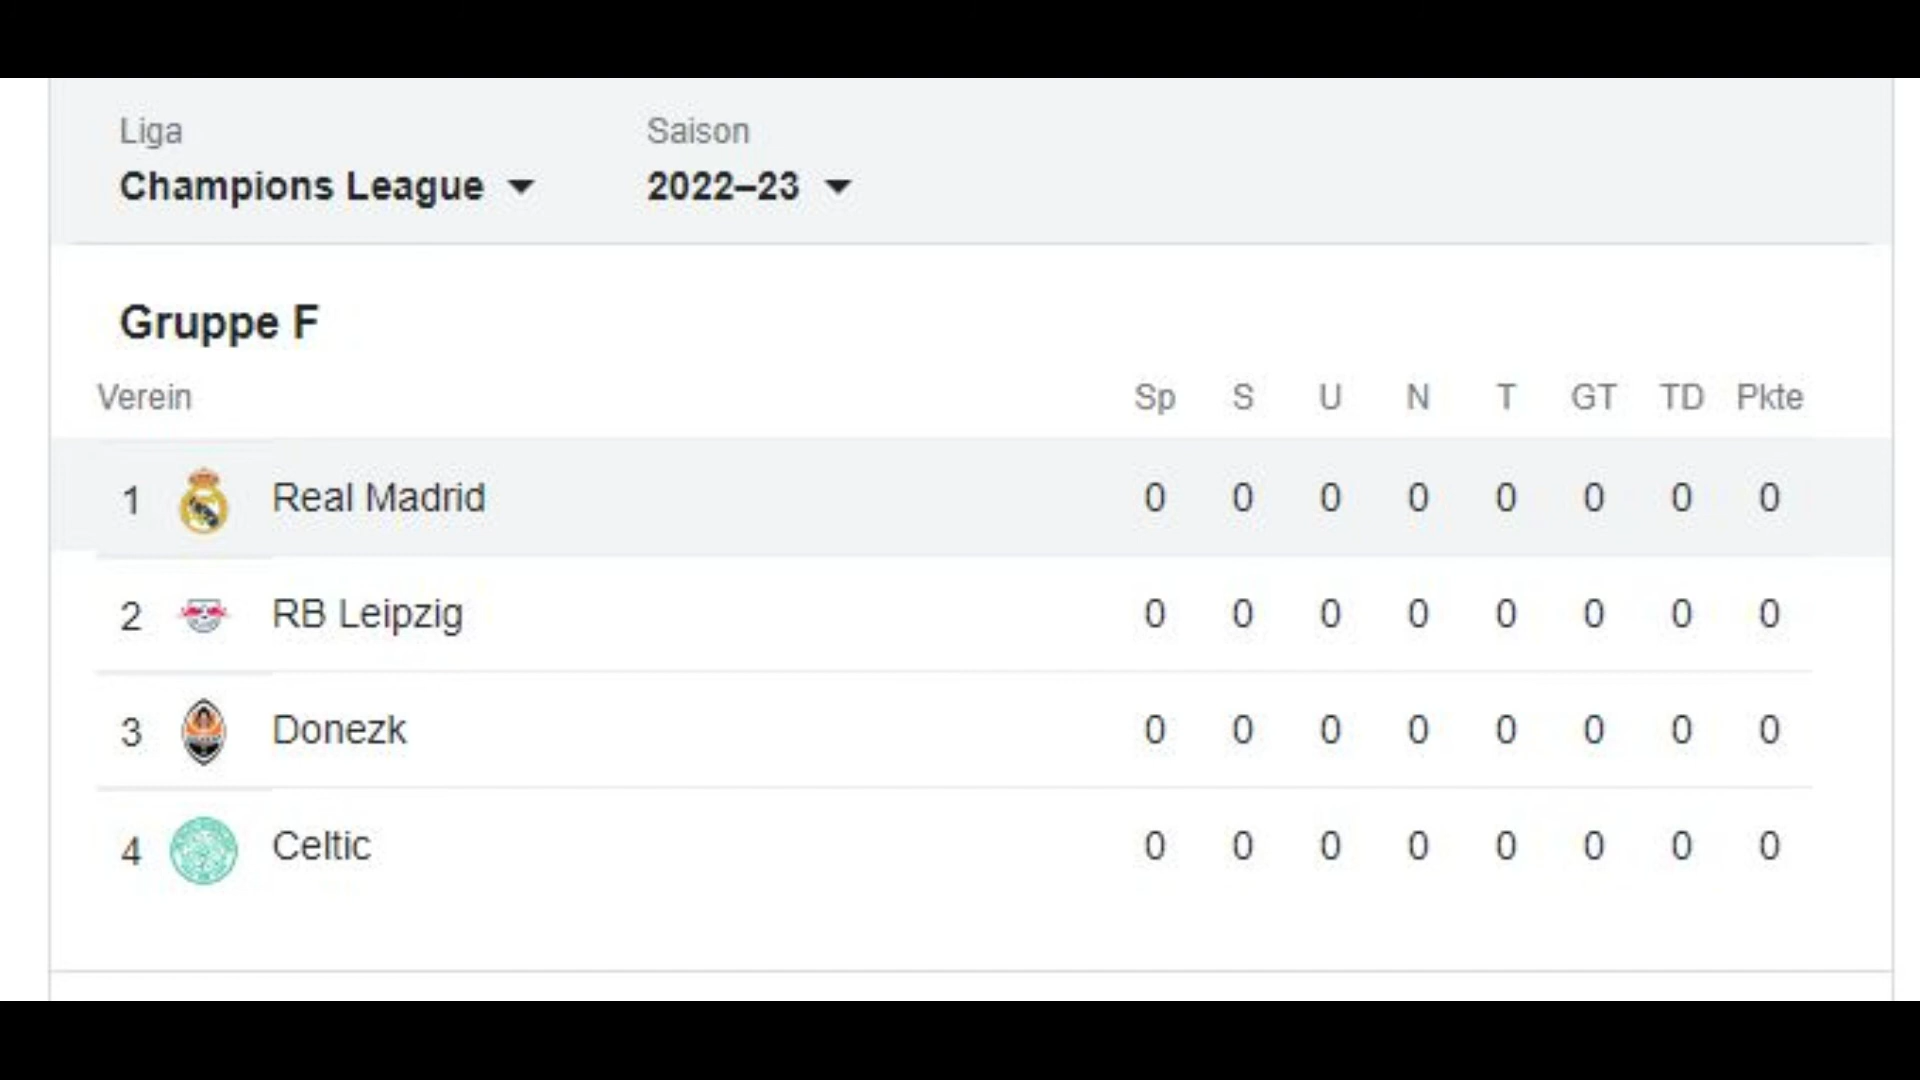 Liga Saison
Champions League 2022–23
Gruppe F
Verein Sp S U N T GT TD Pkte
1 Real Madrid 0 0 0 0 0 0 0 0
2 RB Leipzig 0 0 0 0 0 0 0 0
3 Donezk 0 0 0 0 0 0 0 0
4 Celtic 0 0 0 0 0 0 0 0